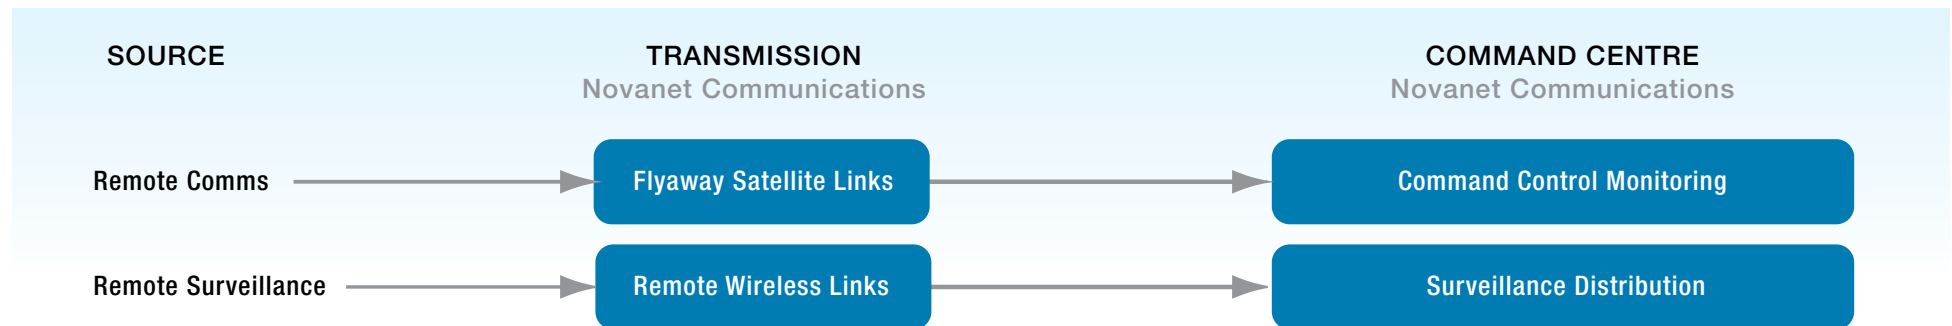 SOURCE
TRANSMISSION
Novanet Communications
COMMAND CENTRE
Novanet Communications
Remote Comms
Flyaway Satellite Links
Command Control Monitoring
Remote Surveillance
Remote Wireless Links
Surveillance Distribution